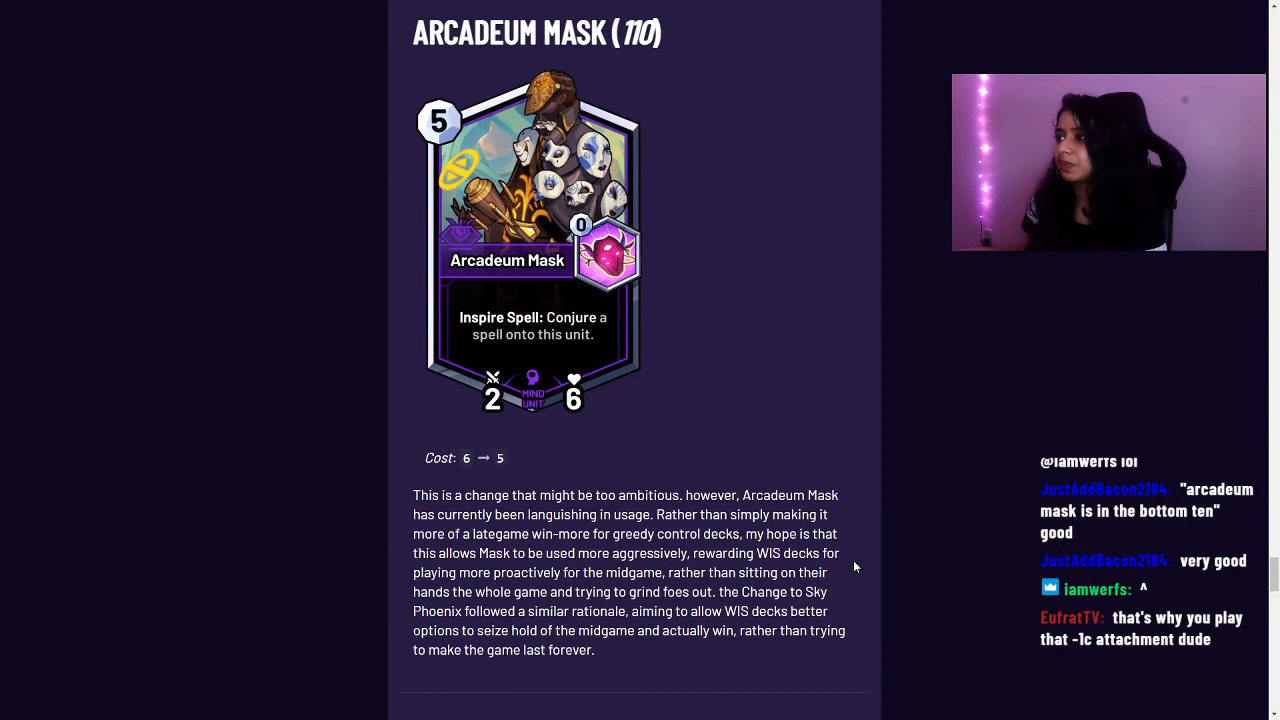 ARCADEUM MASK (110)
5
0
Arcadeum Mask
Inspire Spell: Conjure a
spell onto this unit.
2
MIND
UNIT
6
Cost: 6 → 5
This is a change that might be too ambitious. however, Arcadeum Mask
has currently been languishing in usage. Rather than simply making it
more of a lategame win-more for greedy control decks, my hope is that
this allows Mask to be used more aggressively, rewarding WIS decks for
playing more proactively for the midgame, rather than sitting on their
hands the whole game and trying to grind foes out. the Change to Sky
Phoenix followed a similar rationale, aiming to allow WIS decks better
options to seize hold of the midgame and actually win, rather than trying
to make the game last forever.
@iamwerfs lol
JustAddBacon2184: "arcadeum
mask is in the bottom ten"
good
JustAddBacon2184: very good
iamwerfs: ^
EufratTV: that's why you play
that -1c attachment dude